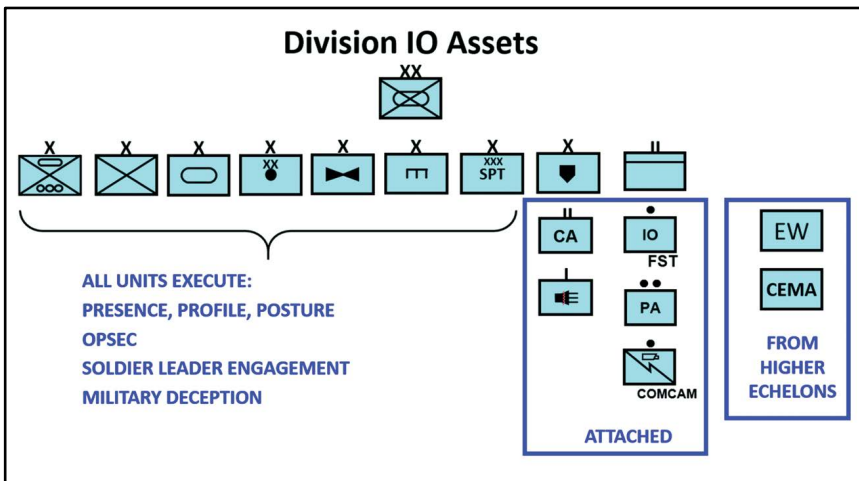 Division IO Assets
XX
X X X X X X X X II
XX
XXX
SPT
II
CA
•
IO
FST
I
••
PA
•
COMCAM
ATTACHED
EW
CEMA
FROM
HIGHER
ECHELONS
ALL UNITS EXECUTE:
PRESENCE, PROFILE, POSTURE
OPSEC
SOLDIER LEADER ENGAGEMENT
MILITARY DECEPTION